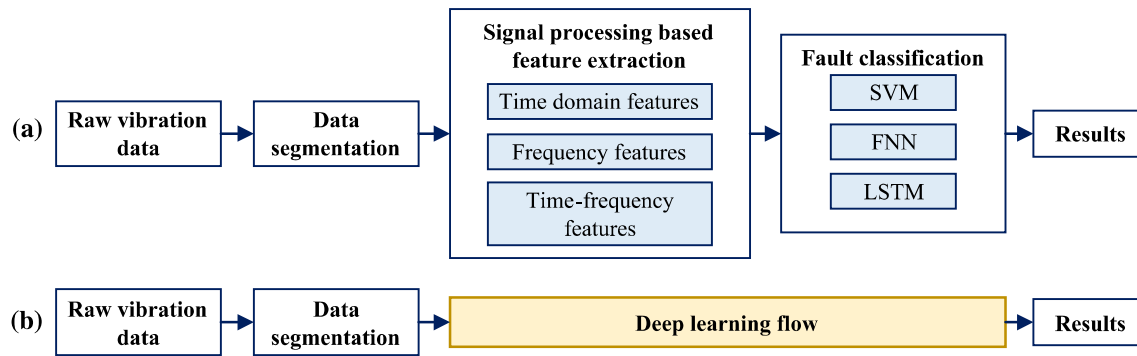 (a)
Raw vibration
data
Data
segmentation
Signal processing based
feature extraction
Time domain features
Frequency features
Time-frequency
features
Fault classification
SVM
FNN
LSTM
Results
(b)
Raw vibration
data
Data
segmentation
Deep learning flow
Results